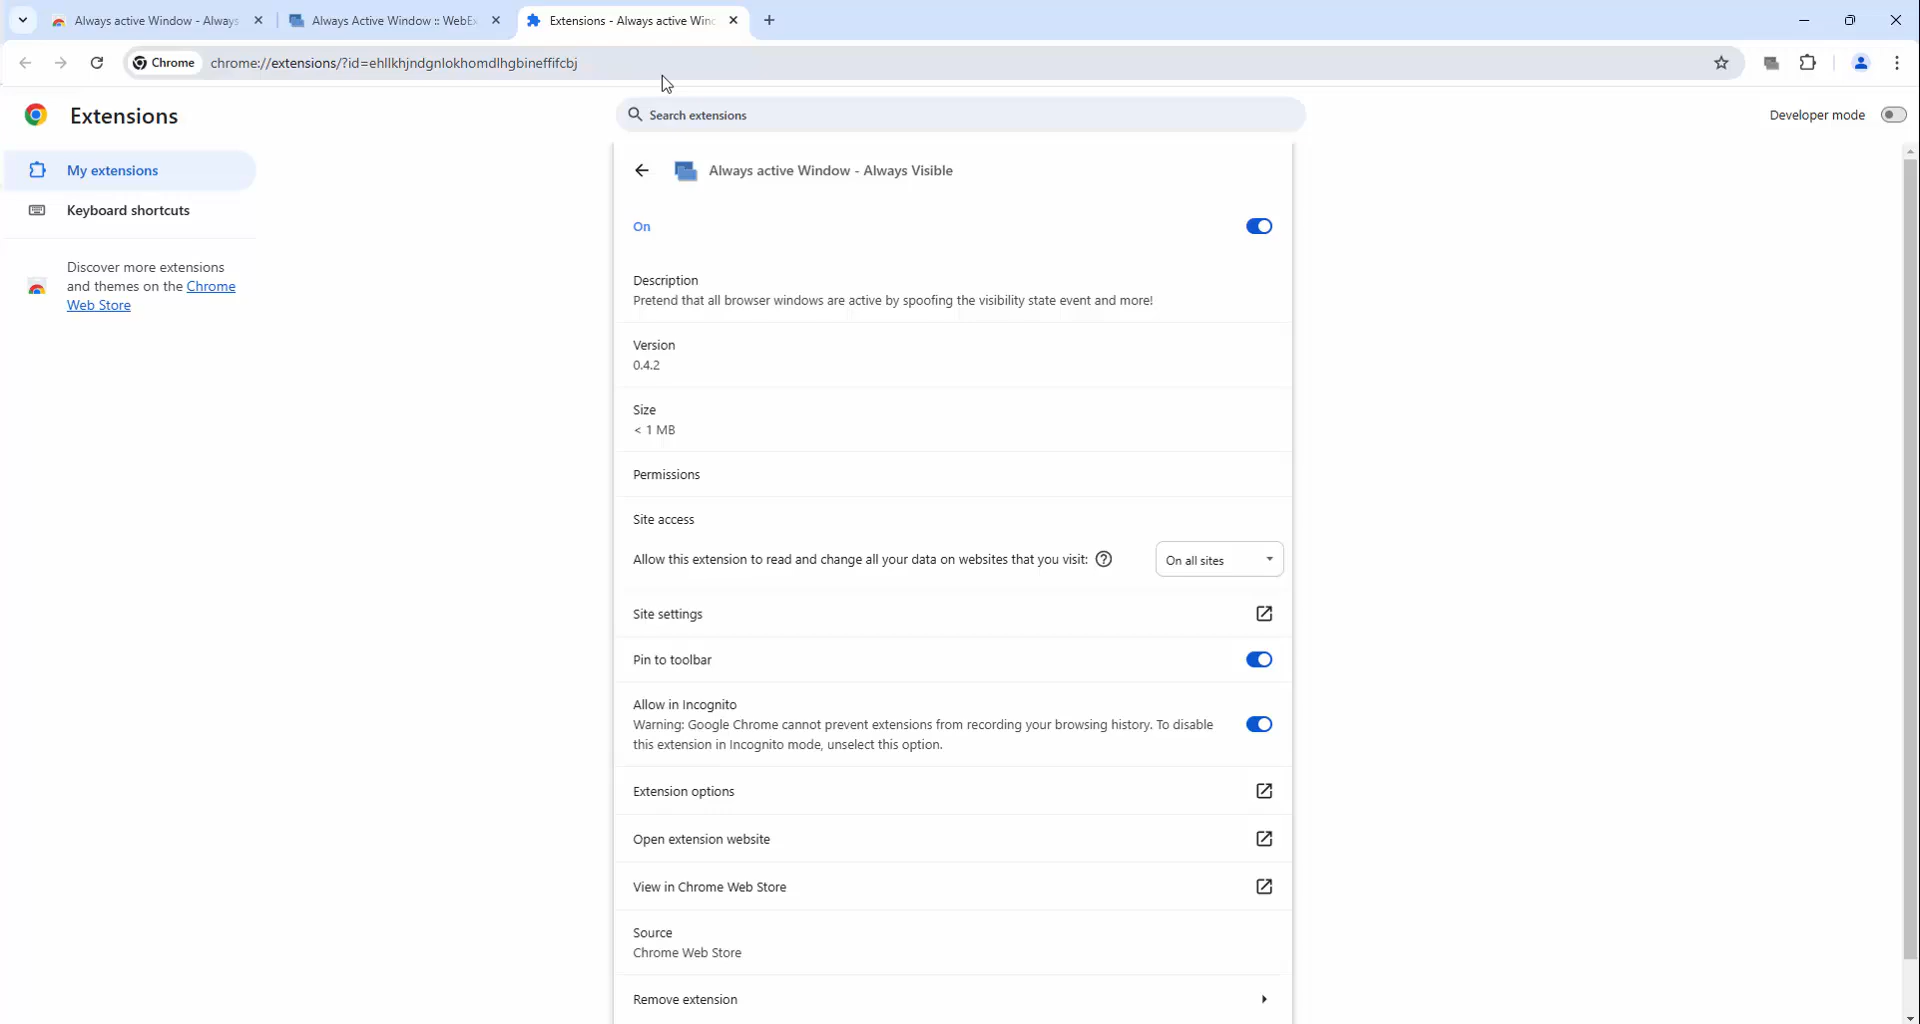 Always active Window - Always
Always Active Window :: WebEx
Extensions - Always active Wind
Chrome
chrome://extensions/?id=ehllkhjndgnlokhomdlhgbineffifcbj
Extensions
Search extensions
Developer mode
My extensions
Keyboard shortcuts
Discover more extensions
and themes on the Chrome
Web Store
Always active Window - Always Visible
On
Description
Pretend that all browser windows are active by spoofing the visibility state event and more!
Version
0.4.2
Size
< 1 MB
Permissions
Site access
Allow this extension to read and change all your data on websites that you visit:
On all sites
Site settings
Pin to toolbar
Allow in Incognito
Warning: Google Chrome cannot prevent extensions from recording your browsing history. To disable
this extension in Incognito mode, unselect this option.
Extension options
Open extension website
View in Chrome Web Store
Source
Chrome Web Store
Remove extension